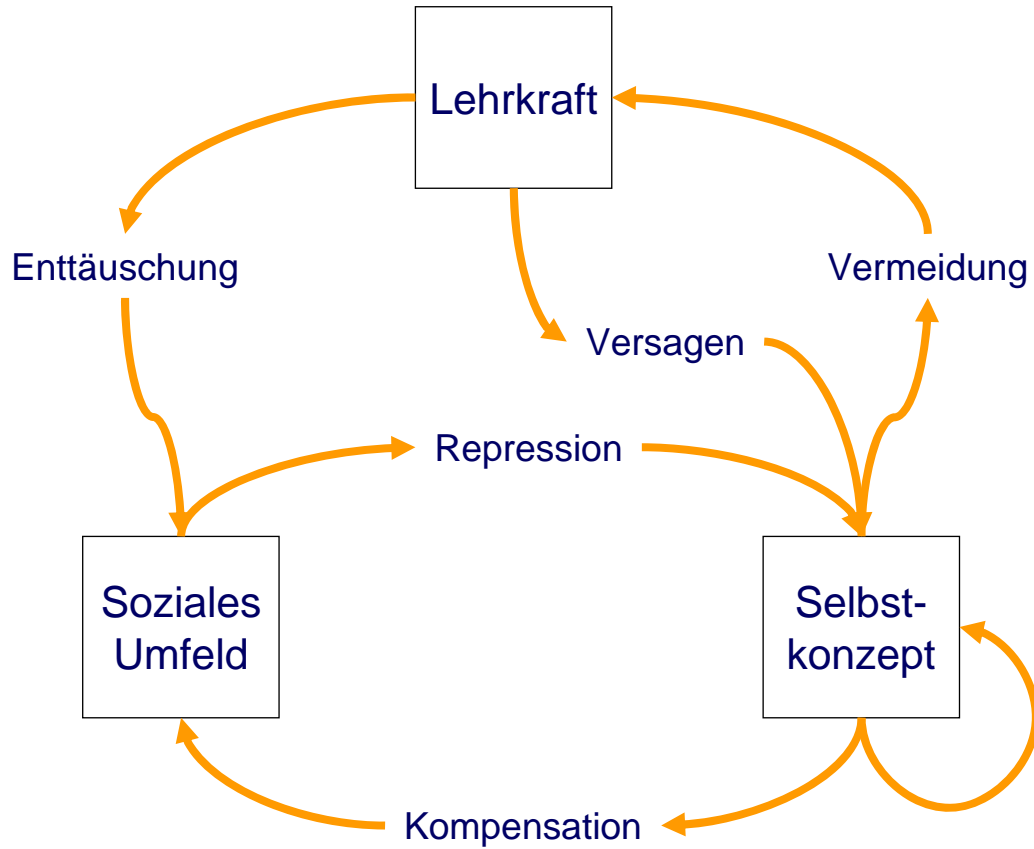 Lehrkraft
Enttäuschung
Vermeidung
Versagen
Repression
Soziales
Umfeld
Selbst-
konzept
Kompensation